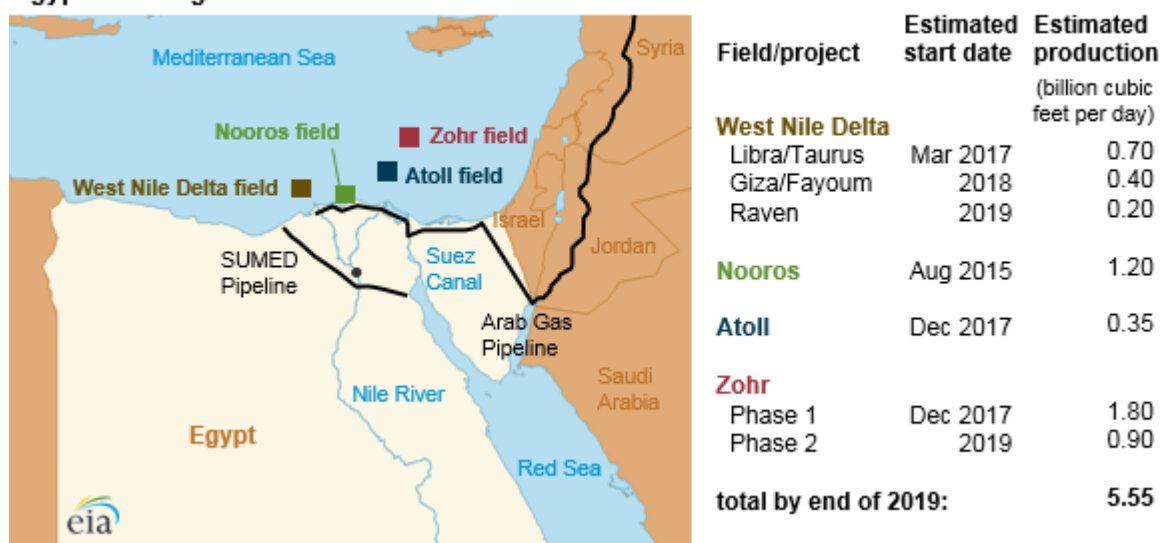 Mediterranean Sea
Syria
Nooros field
Zohr field
Atoll field
West Nile Delta field
Israel
Jordan
SUMED
Pipeline
Suez
Canal
Arab Gas
Pipeline
Saudi
Arabia
Nile River
Egypt
Red Sea
eia
Estimated Estimated
Field/project start date production
(billion cubic
feet per day)
West Nile Delta
Libra/Taurus Mar 2017 0.70
Giza/Fayoum 2018 0.40
Raven 2019 0.20
Nooros Aug 2015 1.20
Atoll Dec 2017 0.35
Zohr
Phase 1 Dec 2017 1.80
Phase 2 2019 0.90
total by end of 2019: 5.55